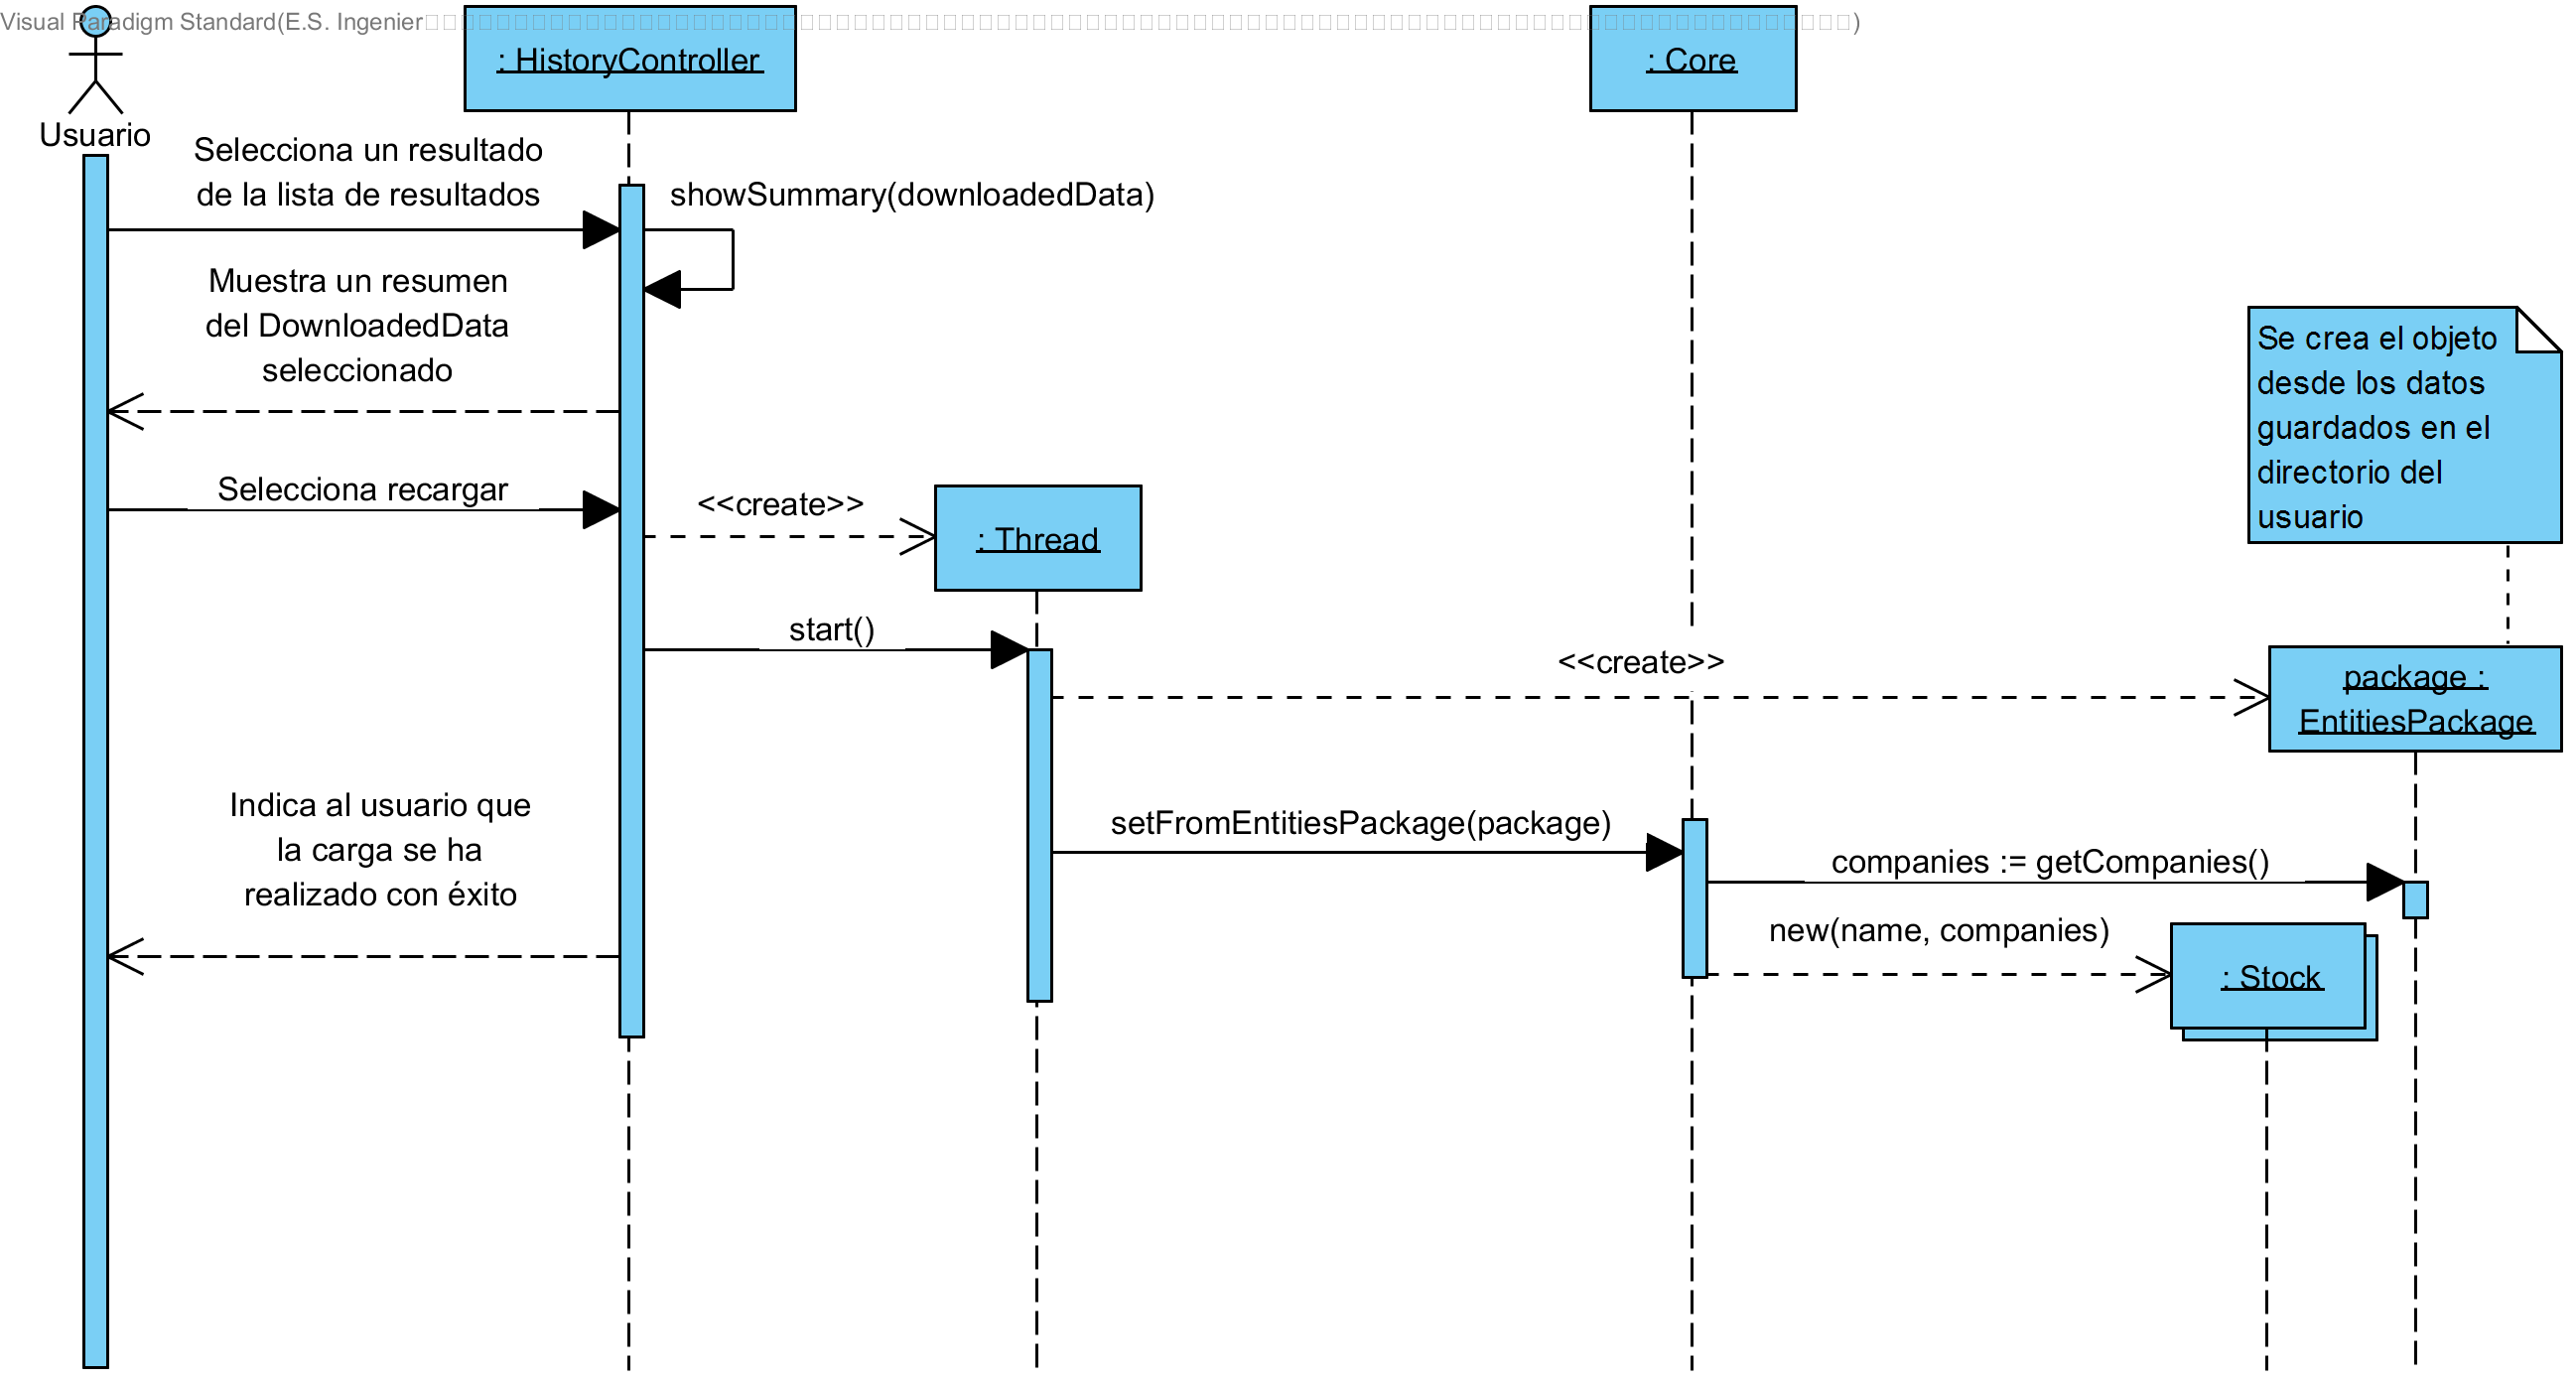 Visual Paradigm Standard(E.S. Ingenier
: HistoryController
: Core
Usuario
Selecciona un resultado
de la lista de resultados
showSummary(downloadedData)
Muestra un resumen
del DownloadedData
seleccionado
Se crea el objeto
desde los datos
guardados en el
directorio del
usuario
Selecciona recargar
<<create>>
: Thread
start()
<<create>>
package :
EntitiesPackage
Indica al usuario que
la carga se ha
realizado con éxito
setFromEntitiesPackage(package)
companies := getCompanies()
new(name, companies)
: Stock